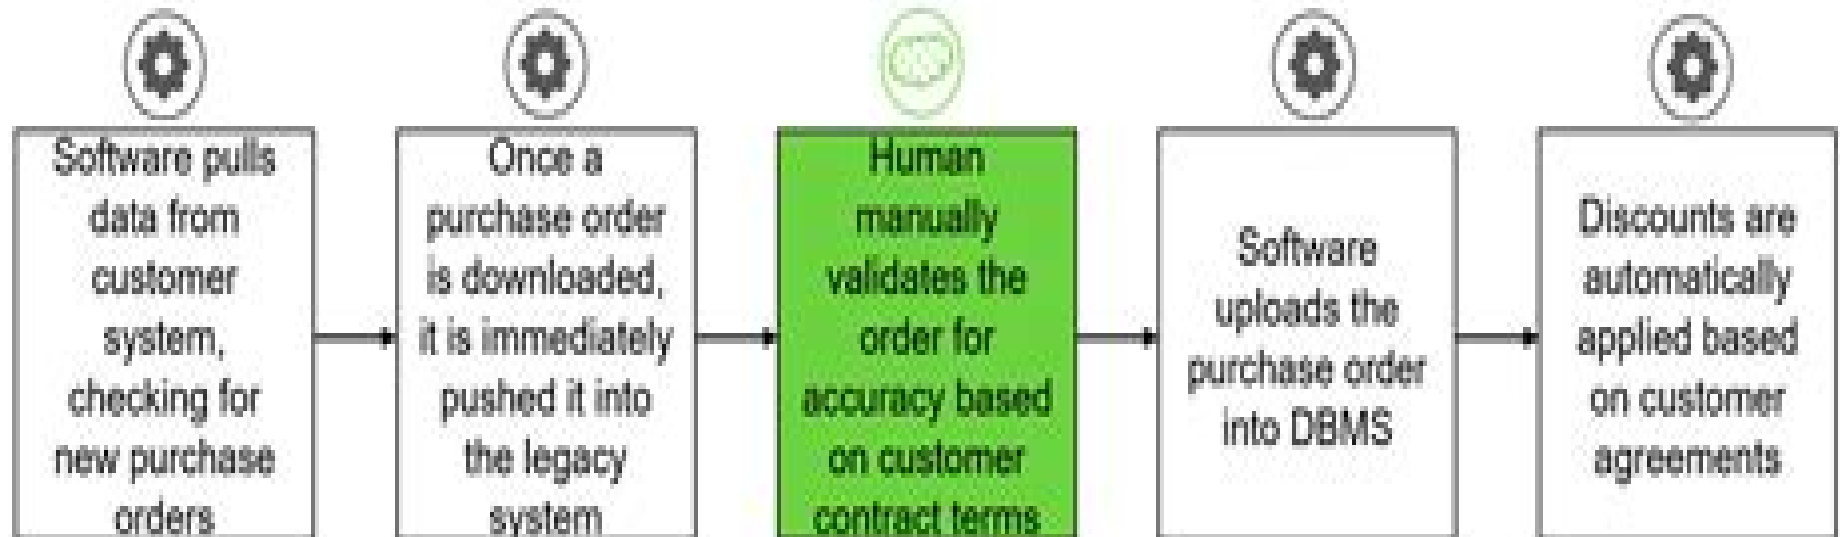 Software pulls
data from
customer
system,
checking for
new purchase
orders
Once a
purchase order
is downloaded,
it is immediately
pushed it into
the legacy
system
Human
manually
validates the
order for
accuracy based
on customer
contract terms
Software
uploads the
purchase order
into DBMS
Discounts are
automatically
applied based
on customer
agreements